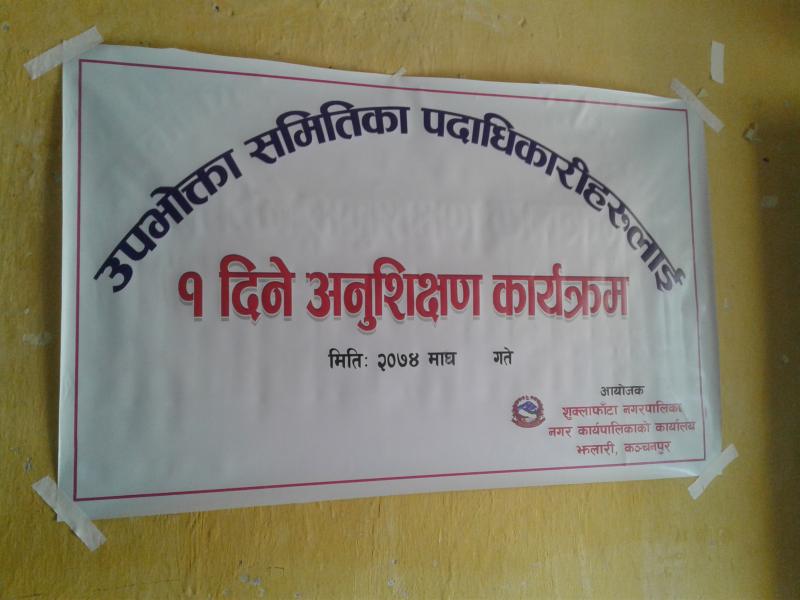 उपभोक्ता समितिका पदाधिकारीहरुलाई
१ दिने अनुशिक्षण कार्यक्रम
मिति: २०७४ माघ गते
आयोजक
शुक्लाफाँटा नगरपालिका
नगर कार्यपालिकाको कार्यालय
झलारी, कञ्चनपुर